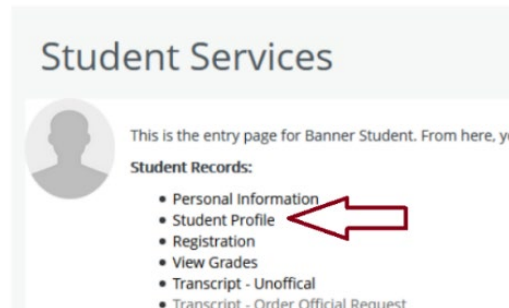 Student Services
This is the entry page for Banner Student. From here, y
Student Records:
• Personal Information
• Student Profile
• Registration
• View Grades
• Transcript - Unoffical
• Transcript - Order Official Request